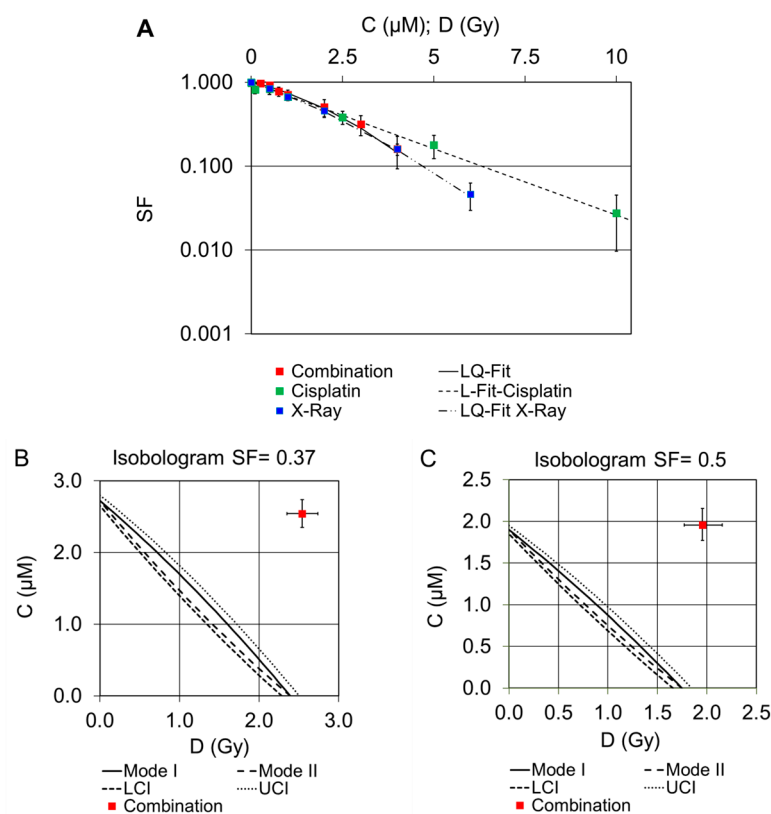 A
C (µM); D (Gy)
0 2.5 5 7.5 10
1.000
0.100
0.010
0.001
SF
Combination LQ-Fit
Cisplatin L-Fit-Cisplatin
X-Ray LQ-Fit X-Ray
B
Isobologram SF= 0.37
3.0
2.0
1.0
0.0
C (µM)
0.0 1.0 2.0 3.0
D (Gy)
Mode I Mode II
LCI UCI
Combination
C
Isobologram SF= 0.5
2.5
2.0
1.5
1.0
0.5
0.0
C (µM)
0.0 0.5 1.0 1.5 2.0 2.5
D (Gy)
Mode I Mode II
LCI UCI
Combination